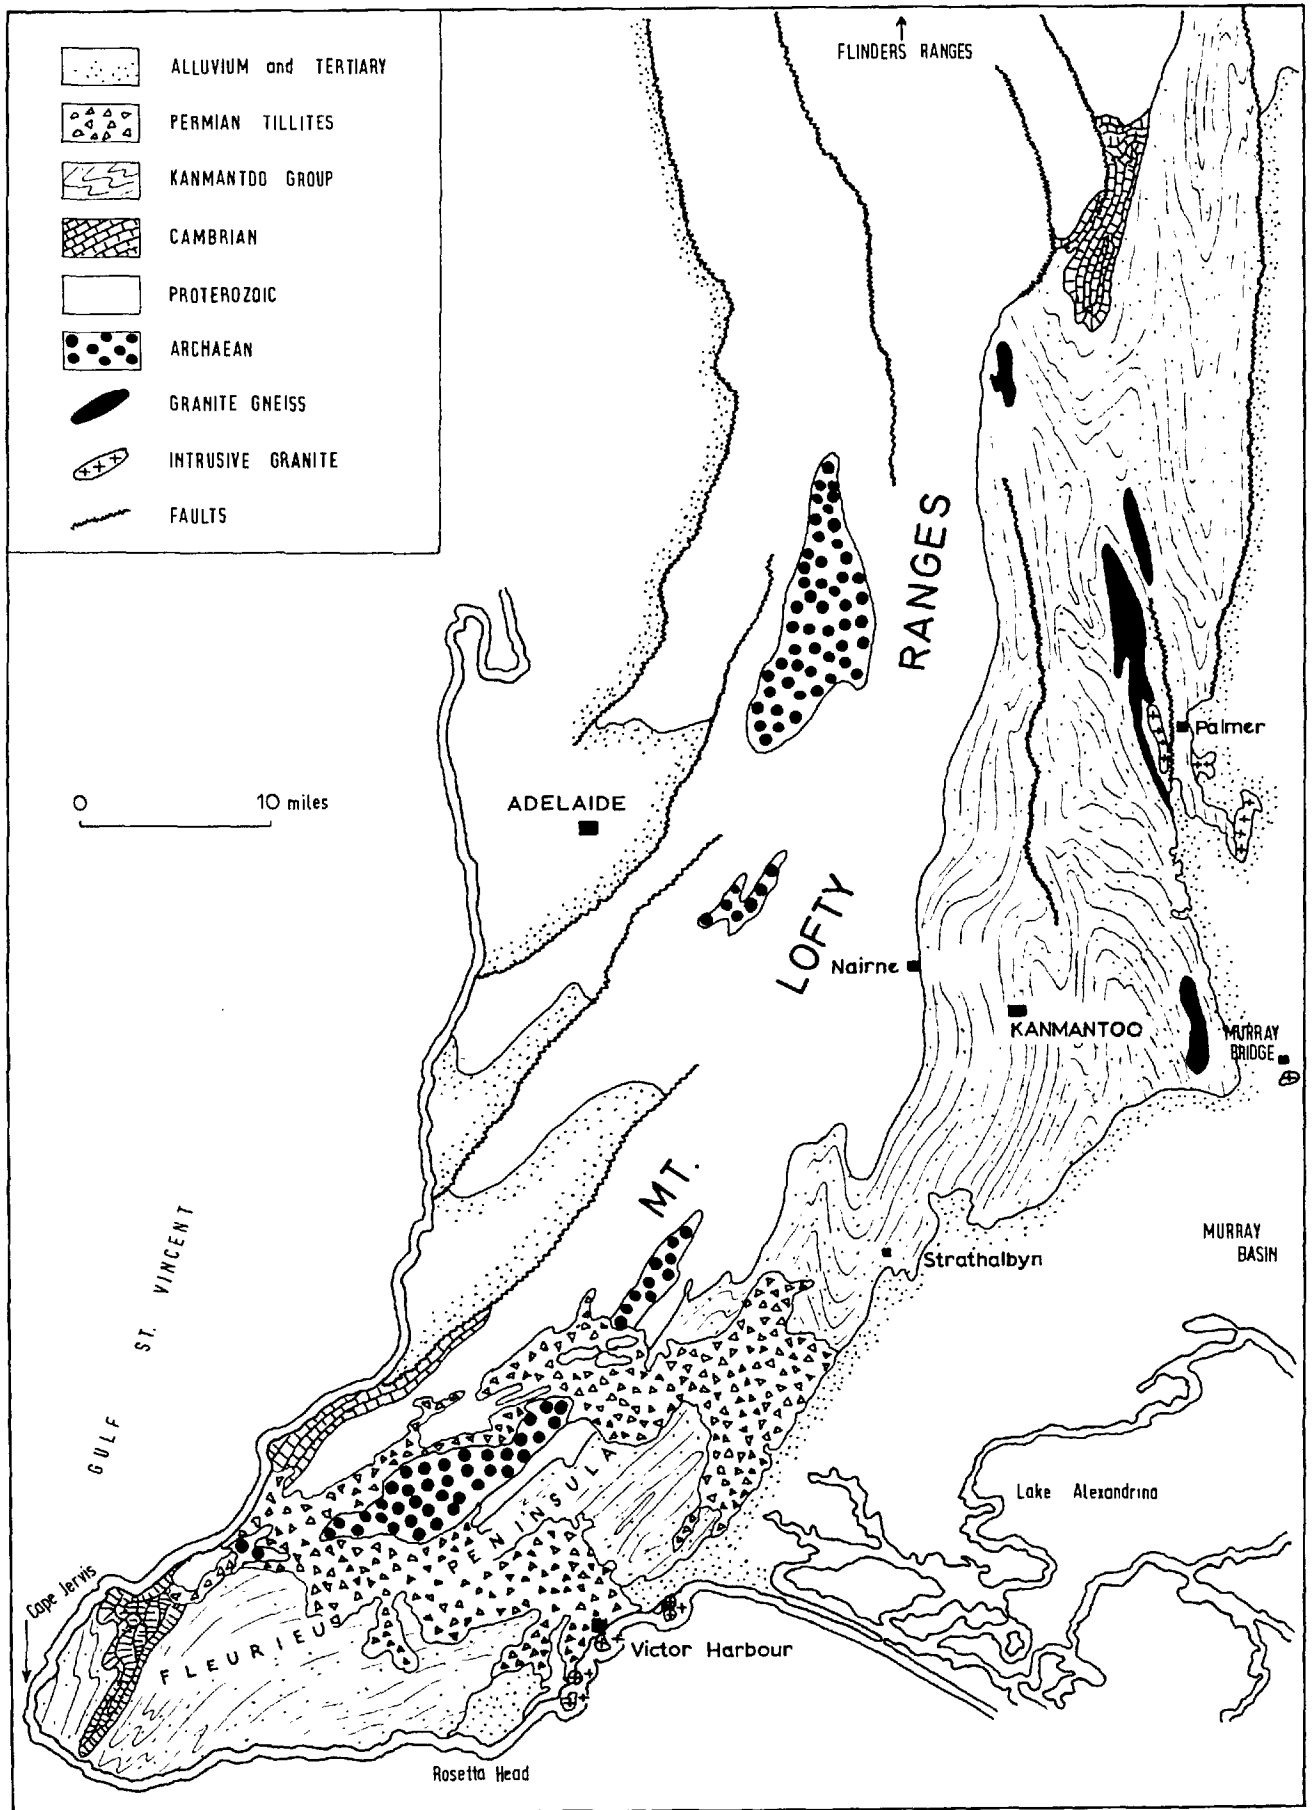 ALLUVIUM and TERTIARY
PERMIAN TILLITES
KANMANTOO GROUP
CAMBRIAN
PROTEROZOIC
ARCHAEAN
GRANITE GNEISS
INTRUSIVE GRANITE
FAULTS
FLINDERS RANGES
RANGES
Palmer
0 10 miles
ADELAIDE
LOFTY
Nairne
KANMANTOO
MURRAY
BRIDGE
MT.
GULF ST. VINCENT
Strathalbyn
MURRAY
BASIN
Lake Alexandrina
PENINSULA
Cape Jervis
FLEURIEUS
Victor Harbour
Rosetta Head